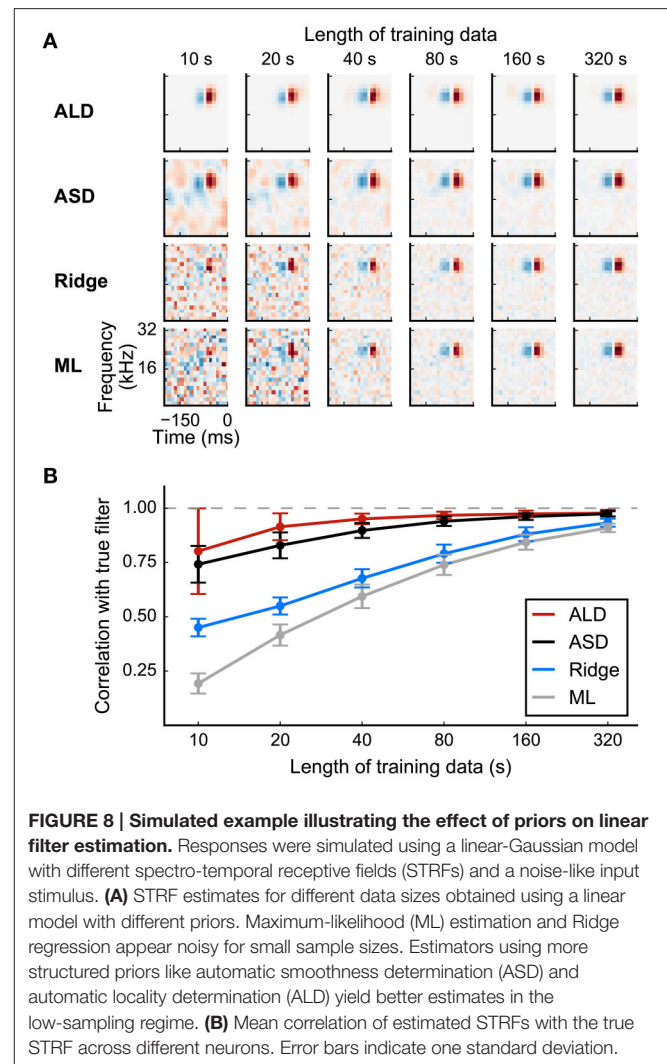 A
Length of training data
10 s 20 s 40 s 80 s 160 s 320 s
ALD
ASD
Ridge
ML
Frequency
(kHz)
32
16
−150 0
Time (ms)
B
Correlation with true filter
1.00
0.75
0.50
0.25
ALD
ASD
Ridge
ML
10 20 40 80 160 320
Length of training data (s)
FIGURE 8 | Simulated example illustrating the effect of priors on linear
filter estimation. Responses were simulated using a linear-Gaussian model
with different spectro-temporal receptive fields (STRFs) and a noise-like input
stimulus. (A) STRF estimates for different data sizes obtained using a linear
model with different priors. Maximum-likelihood (ML) estimation and Ridge
regression appear noisy for small sample sizes. Estimators using more
structured priors like automatic smoothness determination (ASD) and
automatic locality determination (ALD) yield better estimates in the
low-sampling regime. (B) Mean correlation of estimated STRFs with the true
STRF across different neurons. Error bars indicate one standard deviation.